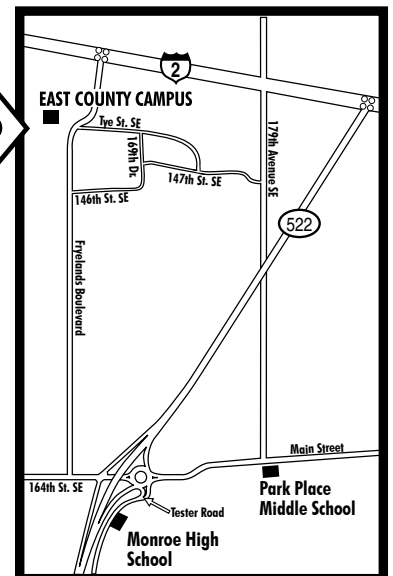 2
EAST COUNTY CAMPUS
Tye St. SE
169th Dr.
179th Avenue SE
147th St. SE
146th St. SE
522
Fryelands Boulevard
Main Street
164th St. SE
Park Place
Middle School
Tester Road
Monroe High
School